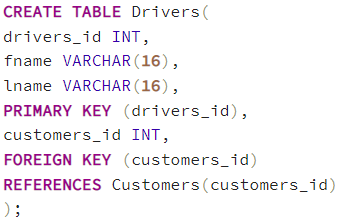 CREATE TABLE Drivers(
drivers_id INT,
fname VARCHAR(16),
lname VARCHAR(16),
PRIMARY KEY (drivers_id),
customers_id INT,
FOREIGN KEY (customers_id)
REFERENCES Customers(customers_id)
);